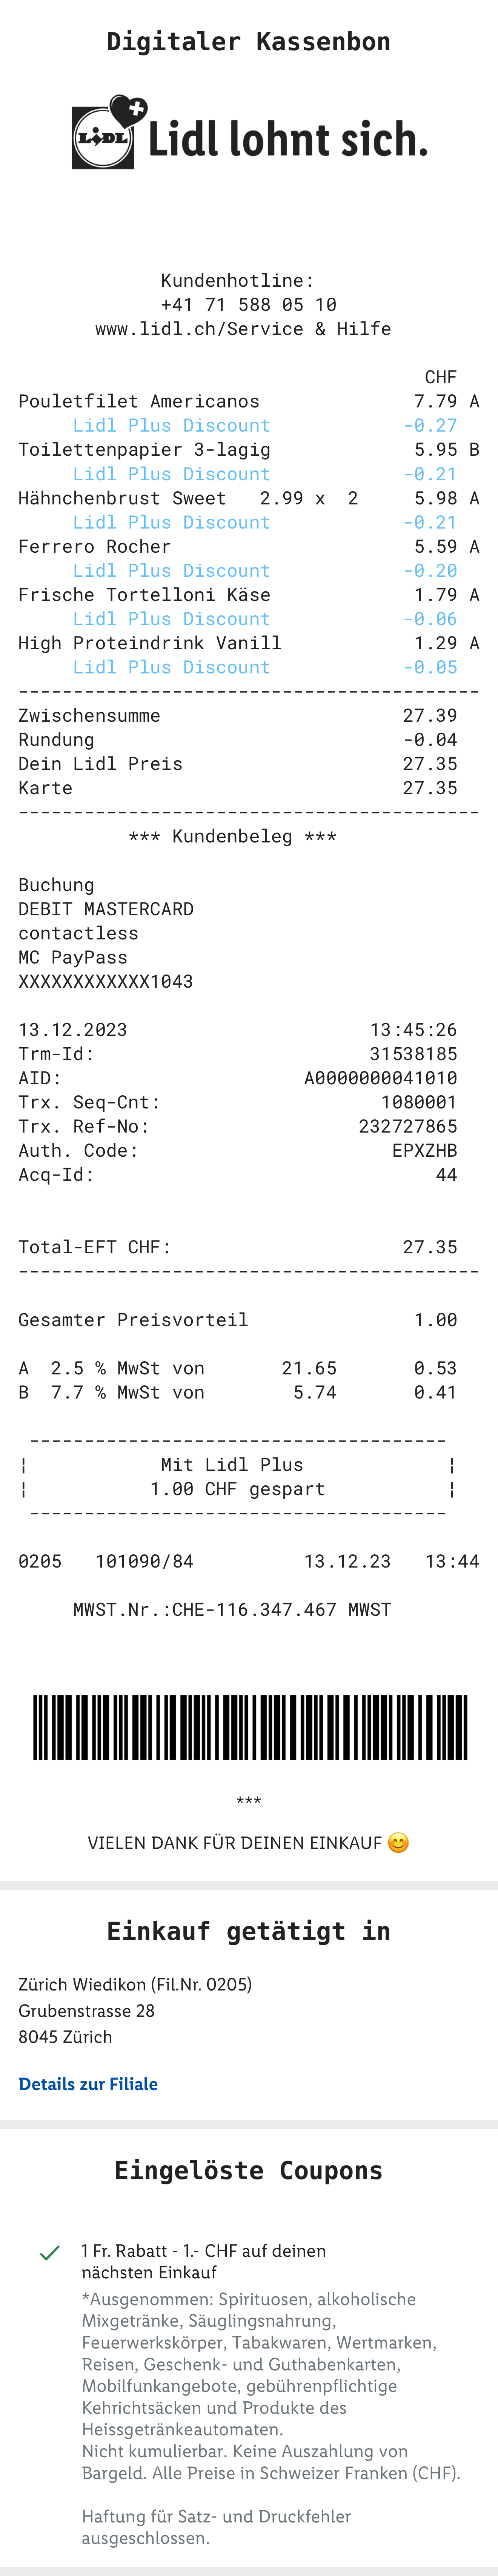 Digitaler Kassenbon
LIDL Lidl lohnt sich.
Kundenhotline:
+41 71 588 05 10
www.lidl.ch/Service & Hilfe
CHF
Pouletfilet Americanos 7.79 A
Lidl Plus Discount -0.27
Toilettenpapier 3-lagig 5.95 B
Lidl Plus Discount -0.21
Hähnchenbrust Sweet 2.99 x 2 5.98 A
Lidl Plus Discount -0.21
Ferrero Rocher 5.59 A
Lidl Plus Discount -0.20
Frische Tortelloni Käse 1.79 A
Lidl Plus Discount -0.06
High Proteindrink Vanill 1.29 A
Lidl Plus Discount -0.05
------------------------------------------
Zwischensumme 27.39
Rundung -0.04
Dein Lidl Preis 27.35
Karte 27.35
------------------------------------------
*** Kundenbeleg ***
Buchung
DEBIT MASTERCARD
contactless
MC PayPass
XXXXXXXXXXXX1043
13.12.2023 13:45:26
Trm-Id: 31538185
AID: A0000000041010
Trx. Seq-Cnt: 1080001
Trx. Ref-No: 232727865
Auth. Code: EPXZHB
Acq-Id: 44
Total-EFT CHF: 27.35
------------------------------------------
Gesamter Preisvorteil 1.00
A 2.5 % MwSt von 21.65 0.53
B 7.7 % MwSt von 5.74 0.41
--------------------------------------
¦ Mit Lidl Plus ¦
¦ 1.00 CHF gespart ¦
--------------------------------------
0205 101090/84 13.12.23 13:44
MWST.Nr.:CHE-116.347.467 MWST
***
VIELEN DANK FÜR DEINEN EINKAUF 😊
Einkauf getätigt in
Zürich Wiedikon (Fil.Nr. 0205)
Grubenstrasse 28
8045 Zürich
Details zur Filiale
Eingelöste Coupons
1 Fr. Rabatt - 1.- CHF auf deinen
nächsten Einkauf
*Ausgenommen: Spirituosen, alkoholische
Mixgetränke, Säuglingsnahrung,
Feuerwerkskörper, Tabakwaren, Wertmarken,
Reisen, Geschenk- und Guthabenkarten,
Mobilfunkangebote, gebührenpflichtige
Kehrichtsäcken und Produkte des
Heissgetränkeautomaten.
Nicht kumulierbar. Keine Auszahlung von
Bargeld. Alle Preise in Schweizer Franken (CHF).
Haftung für Satz- und Druckfehler
ausgeschlossen.